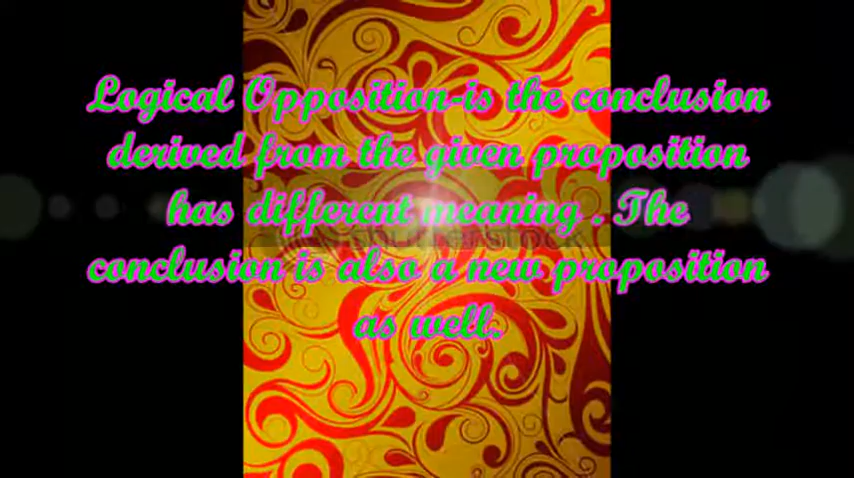 Logical Opposition-is the conclusion
derived from the given proposition
has different meaning . The
shutterstock
conclusion is also a new proposition
as well.